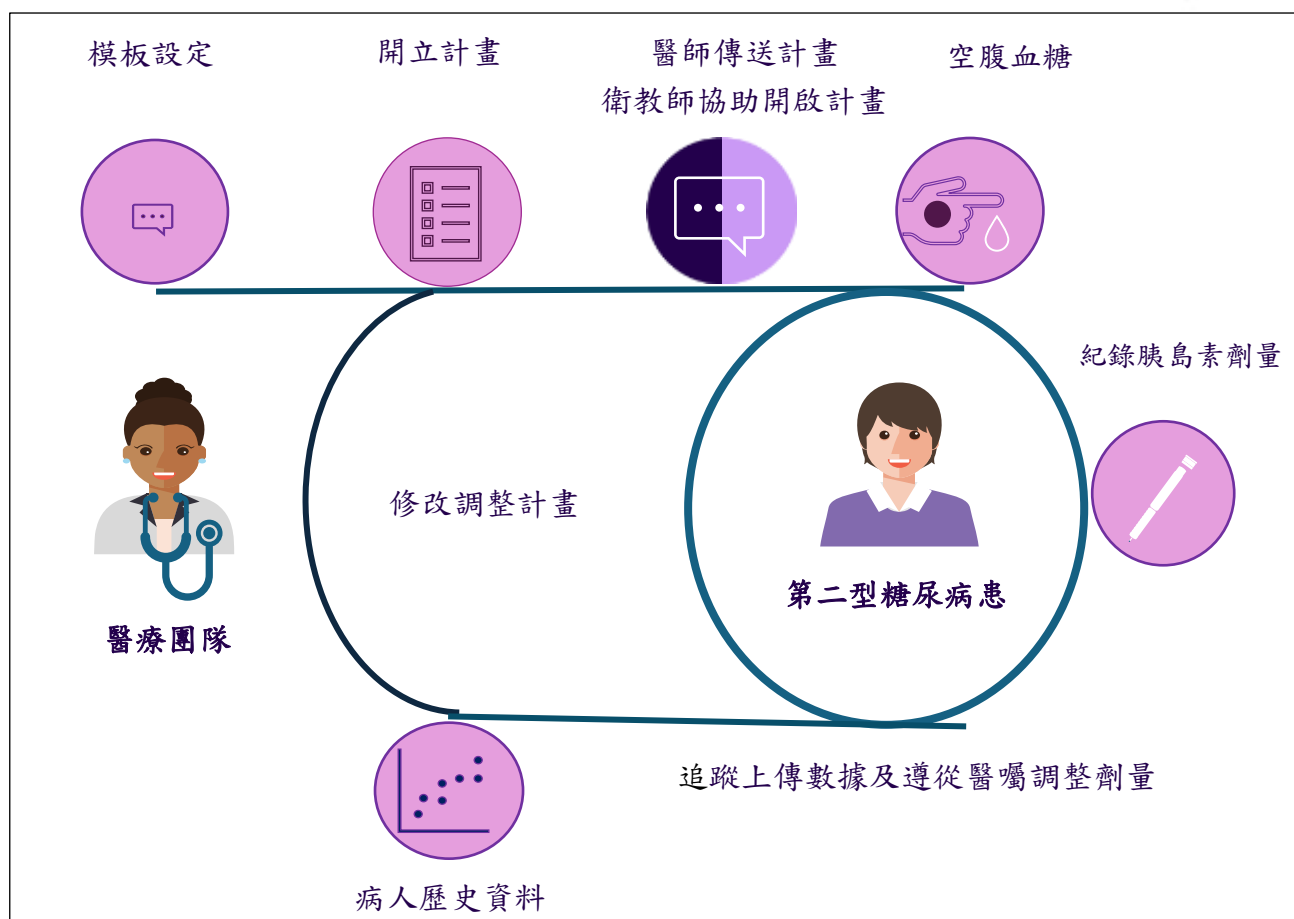 模板設定
開立計畫
醫師傳送計畫
衛教師協助開啟計畫
空腹血糖
紀錄胰島素劑量
修改調整計畫
第二型糖尿病患
醫療團隊
追蹤上傳數據及遵從醫囑調整劑量
病人歷史資料